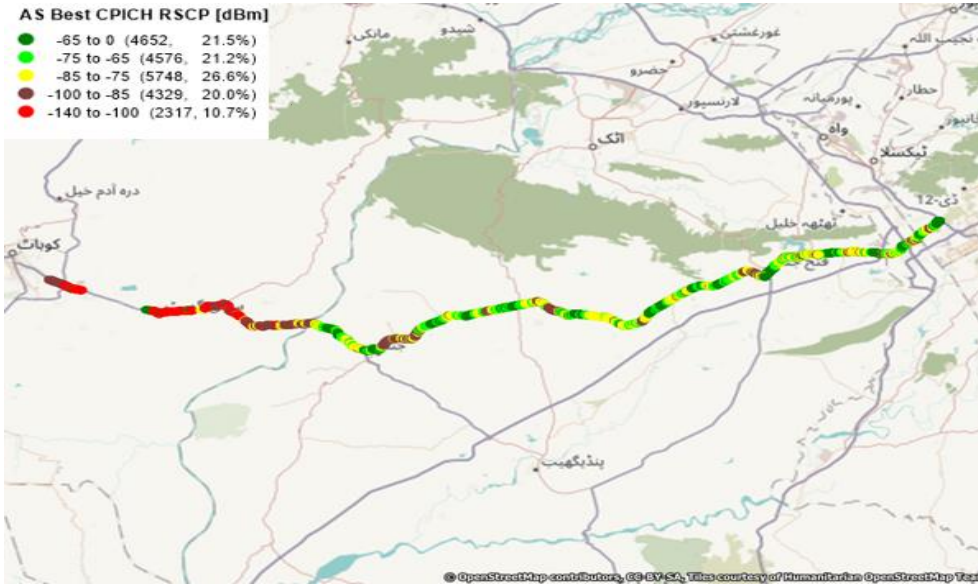 AS Best CPICH RSCP [dBm]
-65 to 0 (4652, 21.5%)
-75 to -65 (4576, 21.2%)
-85 to -75 (5748, 26.6%)
-100 to -85 (4329, 20.0%)
-140 to -100 (2317, 10.7%)
مانکی
شیدو
غورغشتی
نجیب اللہ
حضرو
لارنسپور
پورمیانہ
حطار
اٹک
واہ
ٹیکسلا
درہ آدم خیل
ڈی-12
کوہاٹ
ٹھٹھہ خلیل
فتح جنگ
پنڈیگھیب
© OpenStreetMap contributors, CC-BY-SA, Tiles courtesy of Humanitarian OpenStreetMap